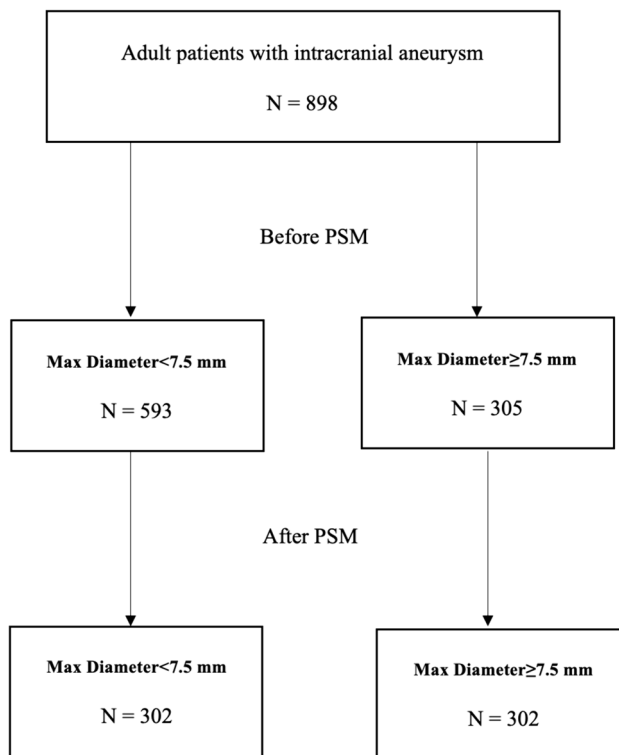 Adult patients with intracranial aneurysm
N = 898
Before PSM
Max Diameter<7.5 mm
N = 593
Max Diameter≥7.5 mm
N = 305
After PSM
Max Diameter<7.5 mm
N = 302
Max Diameter≥7.5 mm
N = 302